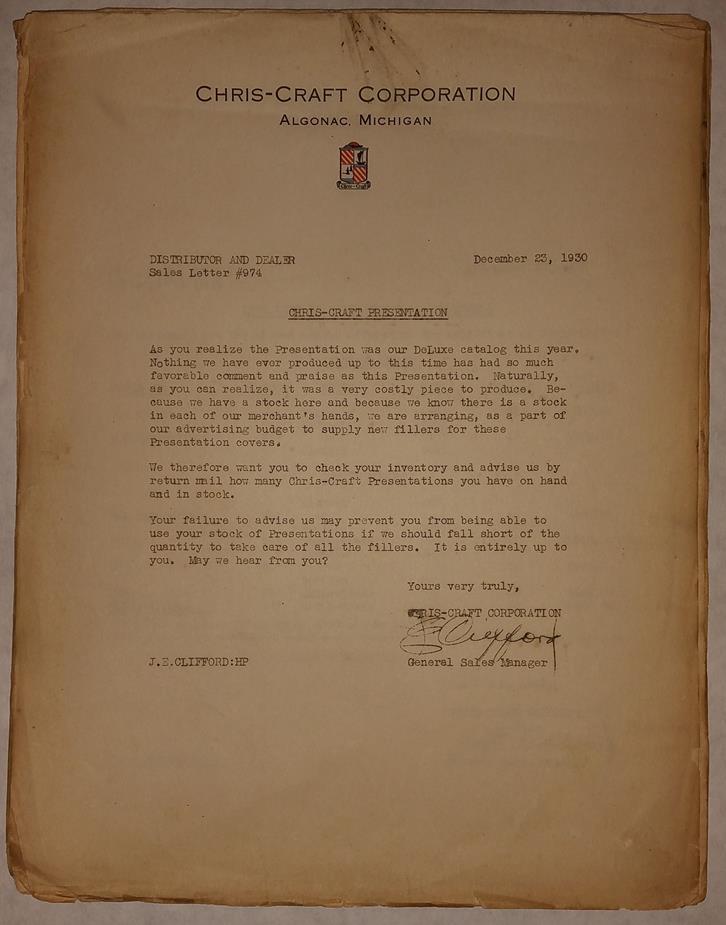 CHRIS-CRAFT CORPORATION
ALGONAC, MICHIGAN
Chris-Craft
DISTRIBUTOR AND DEALER December 23, 1930
Sales Letter #974
CHRIS-CRAFT PRESENTATION
As you realize the Presentation was our DeLuxe catalog this year.
Nothing we have ever produced up to this time has had so much
favorable comment and praise as this Presentation. Naturally,
as you can realize, it was a very costly piece to produce. Be-
cause we have a stock here and because we know there is a stock
in each of our merchant's hands, we are arranging, as a part of
our advertising budget to supply new fillers for these
Presentation covers.
We therefore want you to check your inventory and advise us by
return mail how many Chris-Craft Presentations you have on hand
and in stock.
Your failure to advise us may prevent you from being able to
use your stock of Presentations if we should fall short of the
quantity to take care of all the fillers. It is entirely up to
you. May we hear from you?
Yours very truly,
CHRIS-CRAFT CORPORATION
JEClifford
J.E.CLIFFORD:HP General Sales Manager